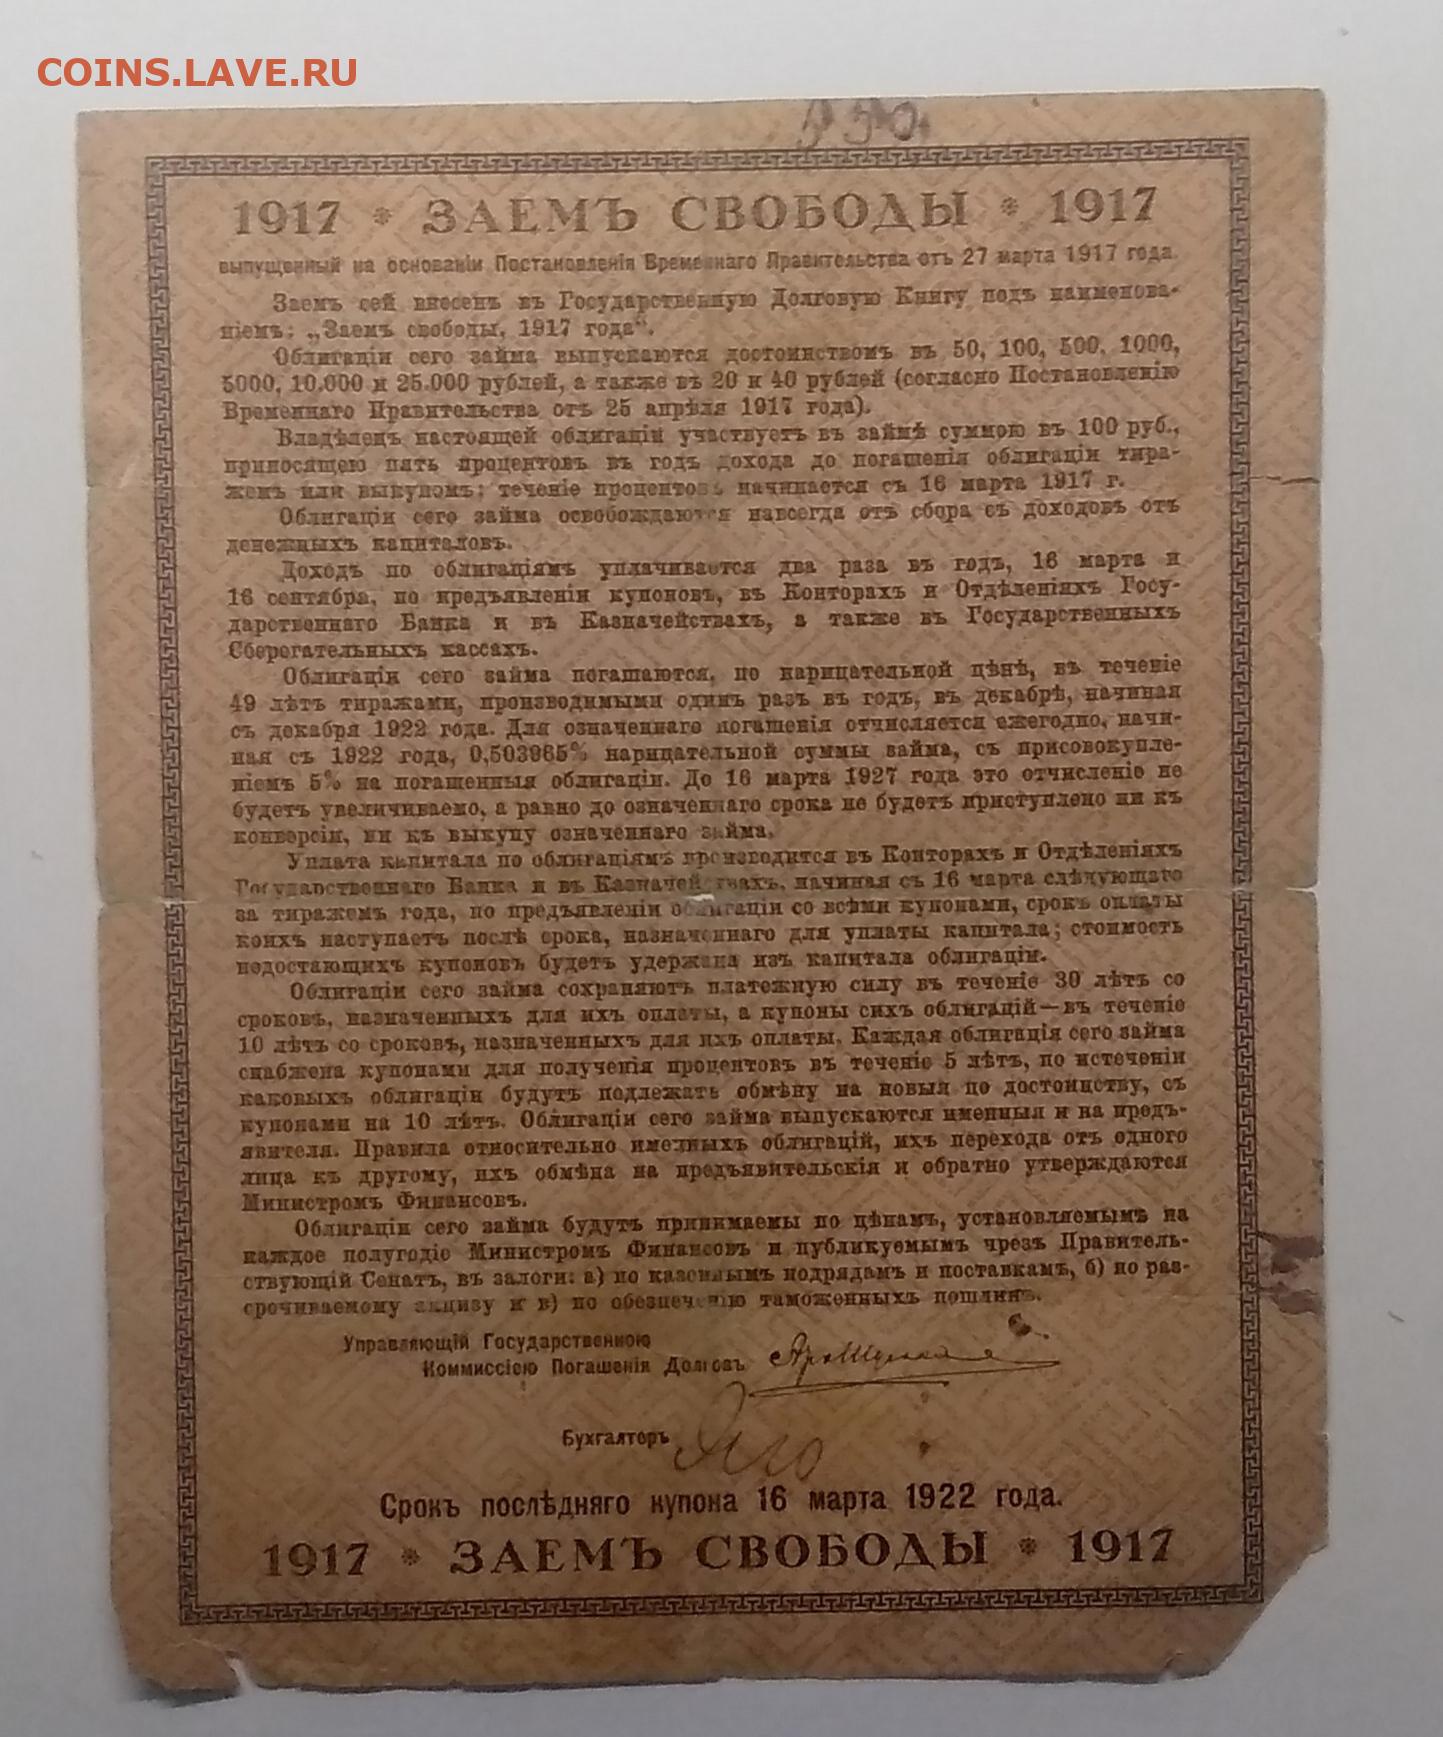 COINS.LAVE.RU
1917 * ЗАЕМЪ СВОБОДЫ * 1917
выпущенный на основаніи Постановленія Временнаго Правительства отъ 27 марта 1917 года.
Заемъ сей внесенъ въ Государственную Долговую Книгу подъ наименова-
ніемъ: „Заемъ свободы, 1917 года“.
Облигаціи сего займа выпускаются достоинствомъ въ 50, 100, 500, 1000,
5000, 10.000 и 25.000 рублей, а также въ 20 и 40 рублей (согласно Постановленію
Временнаго Правительства отъ 25 апрѣля 1917 года).
Владѣлецъ настоящей облигаціи участвуетъ въ займѣ суммою въ 100 руб.,
приносящею пять процентовъ въ годъ дохода до погашенія облигаціи тира-
жемъ или выкупомъ; теченіе процентовъ начинается съ 16 марта 1917 г.
Облигаціи сего займа освобождаются навсегда отъ сбора съ доходовъ отъ
денежныхъ капиталовъ.
Доходъ по облигаціямъ уплачивается два раза въ годъ, 16 марта и
16 сентября, по предъявленіи купоновъ, въ Конторахъ и Отдѣленіяхъ Госу-
дарственнаго Банка и въ Казначействахъ, а также въ Государственныхъ
Сберегательныхъ кассахъ.
Облигаціи сего займа погашаются, по нарицательной цѣнѣ, въ теченіе
49 лѣтъ тиражами, производимыми одинъ разъ въ годъ, въ декабрѣ, начиная
съ декабря 1922 года. Для означеннаго погашенія отчисляется ежегодно, начи-
ная съ 1922 года, 0,503965% нарицательной суммы займа, съ присовокупле-
ніемъ 5% на погашенныя облигаціи. До 16 марта 1927 года это отчисленіе не
будетъ увеличиваемо, а равно до означеннаго срока не будетъ приступлено ни къ
конверсіи, ни къ выкупу означеннаго займа.
Уплата капитала по облигаціямъ производится въ Конторахъ и Отдѣленіяхъ
Государственнаго Банка и въ Казначействахъ, начиная съ 16 марта слѣдующаго
за тиражемъ года, по предъявленіи облигаціи со всѣми купонами, срокъ оплаты
коихъ наступаетъ послѣ срока, назначеннаго для уплаты капитала; стоимость
недостающихъ купоновъ будетъ удержана изъ капитала облигаціи.
Облигаціи сего займа сохраняютъ платежную силу въ теченіе 30 лѣтъ со
сроковъ, назначенныхъ для ихъ оплаты, а купоны сихъ облигацій—въ теченіе
10 лѣтъ со сроковъ, назначенныхъ для ихъ оплаты. Каждая облигація сего займа
снабжена купонами для полученія процентовъ въ теченіе 5 лѣтъ, по истеченіи
каковыхъ облигаціи будутъ подлежать обмѣну на новыя по достоинству, съ
купонами на 10 лѣтъ. Облигаціи сего займа выпускаются именныя и на предъ-
явителя. Правила относительно именныхъ облигацій, ихъ перехода отъ одного
лица къ другому, ихъ обмѣна на предъявительскія и обратно утверждаются
Министромъ Финансовъ.
Облигаціи сего займа будутъ принимаемы по цѣнамъ, установляемымъ на
каждое полугодіе Министромъ Финансовъ и публикуемымъ чрезъ Правитель-
ствующій Сенатъ, въ залоги: а) по казеннымъ подрядамъ и поставкамъ, б) по раз-
срочиваемому акцизу и в) по обезпеченію таможенныхъ пошлинъ.
Управляющій Государственною
Коммиссіею Погашенія Долговъ
Бухгалтеръ
Срокъ послѣдняго купона 16 марта 1922 года.
1917 * ЗАЕМЪ СВОБОДЫ * 1917